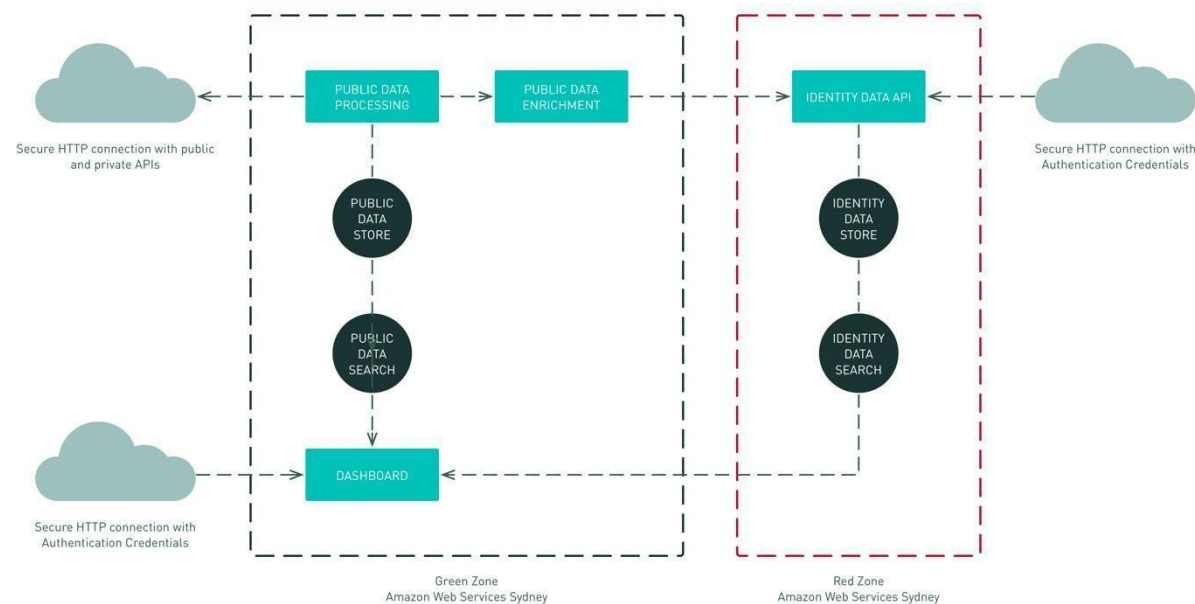 PUBLIC DATA
PROCESSING
PUBLIC DATA
ENRICHMENT
IDENTITY DATA API
Secure HTTP connection with public
and private APIs
Secure HTTP connection with
Authentication Credentials
PUBLIC
DATA
STORE
IDENTITY
DATA
STORE
PUBLIC
DATA
SEARCH
IDENTITY
DATA
SEARCH
DASHBOARD
Secure HTTP connection with
Authentication Credentials
Green Zone
Amazon Web Services Sydney
Red Zone
Amazon Web Services Sydney